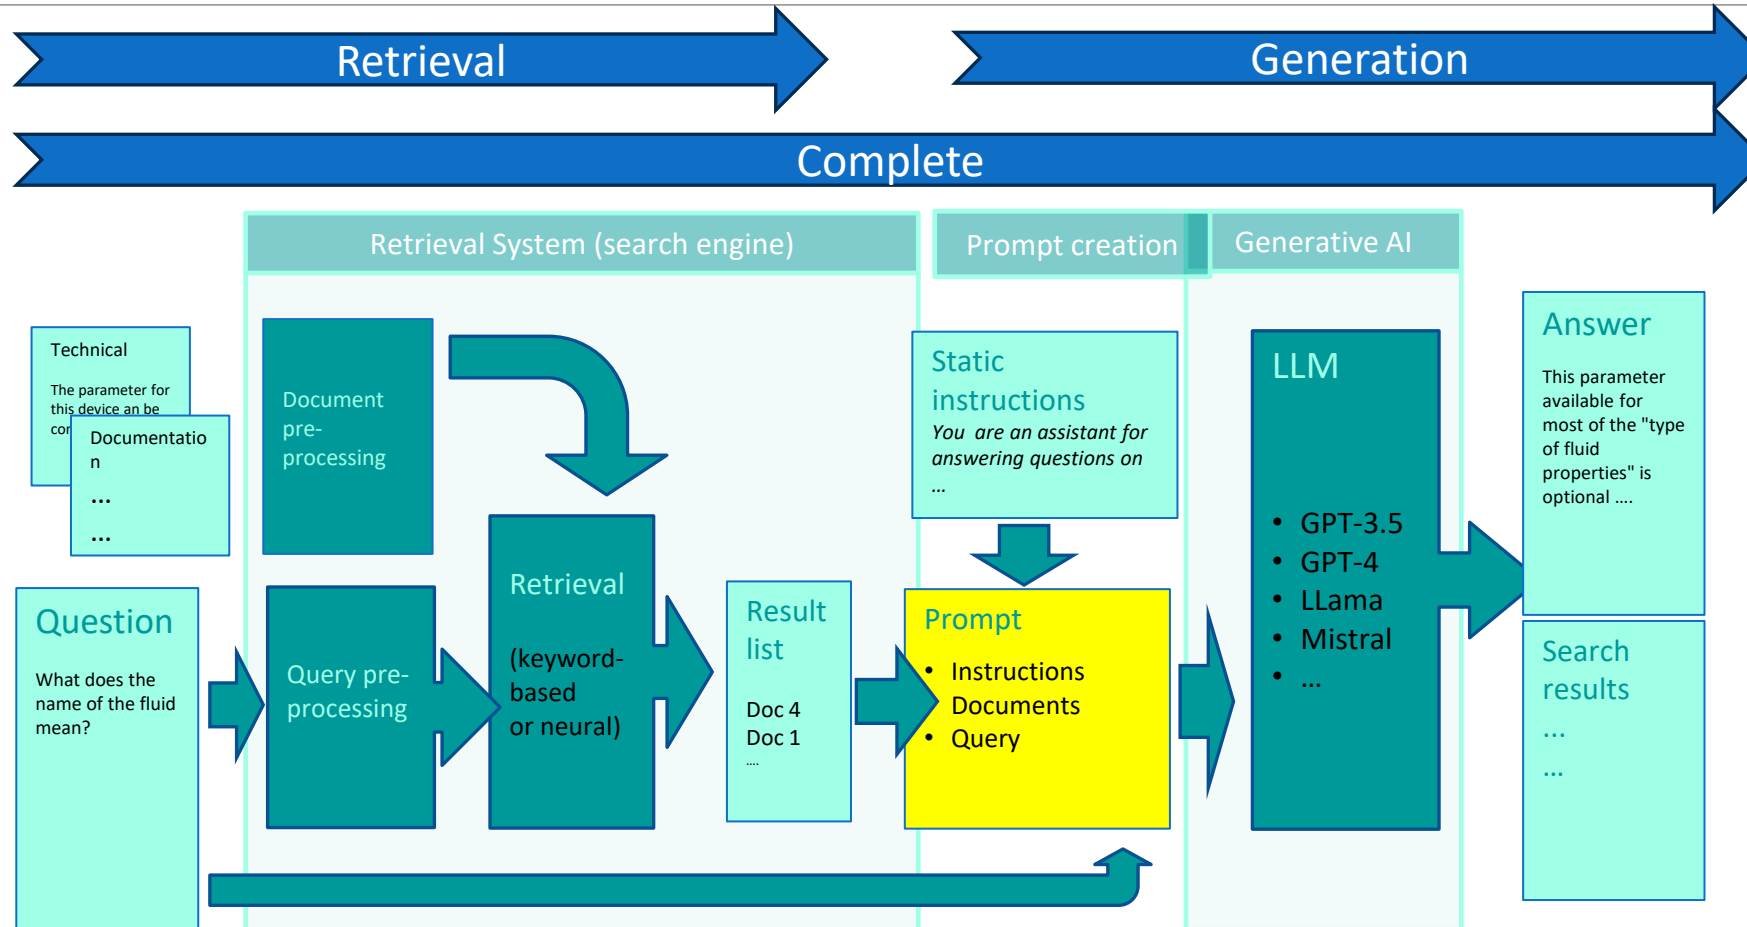 Retrieval
Generation
Complete
Retrieval System (search engine)
Prompt creation
Generative AI
Technical
The parameter for
this device an be
Documentatio
n
...
...
Question
What does the
name of the fluid
mean?
Document
pre-
processing
Query pre-
processing
Retrieval
(keyword-
based
or neural)
Result
list
Doc 4
Doc 1
....
Static
instructions
You are an assistant for
answering questions on
...
Prompt
• Instructions
Documents
• Query
LLM
• GPT-3.5
• GPT-4
• LLama
• Mistral
• ...
Answer
This parameter
available for
most of the "type
of fluid
properties" is
optional ....
Search
results
...
...